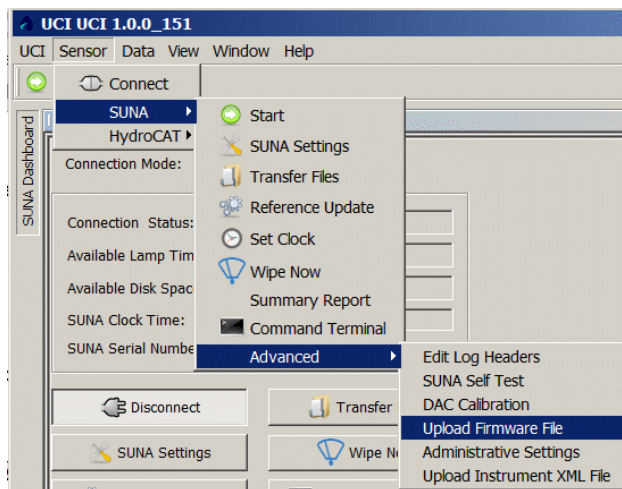 UCI UCI 1.0.0_151
UCI Sensor Data View Window Help
Connect
SUNA
HydroCAT
Start
SUNA Settings
Transfer Files
Reference Update
Set Clock
Wipe Now
Summary Report
Command Terminal
Advanced
Edit Log Headers
SUNA Self Test
DAC Calibration
Upload Firmware File
Administrative Settings
Upload Instrument XML File
SUNA Dashboard
Connection Mode:
Connection Status:
Available Lamp Tim
Available Disk Spac
SUNA Clock Time:
SUNA Serial Numbe
Disconnect
Transfer
SUNA Settings
Wipe N